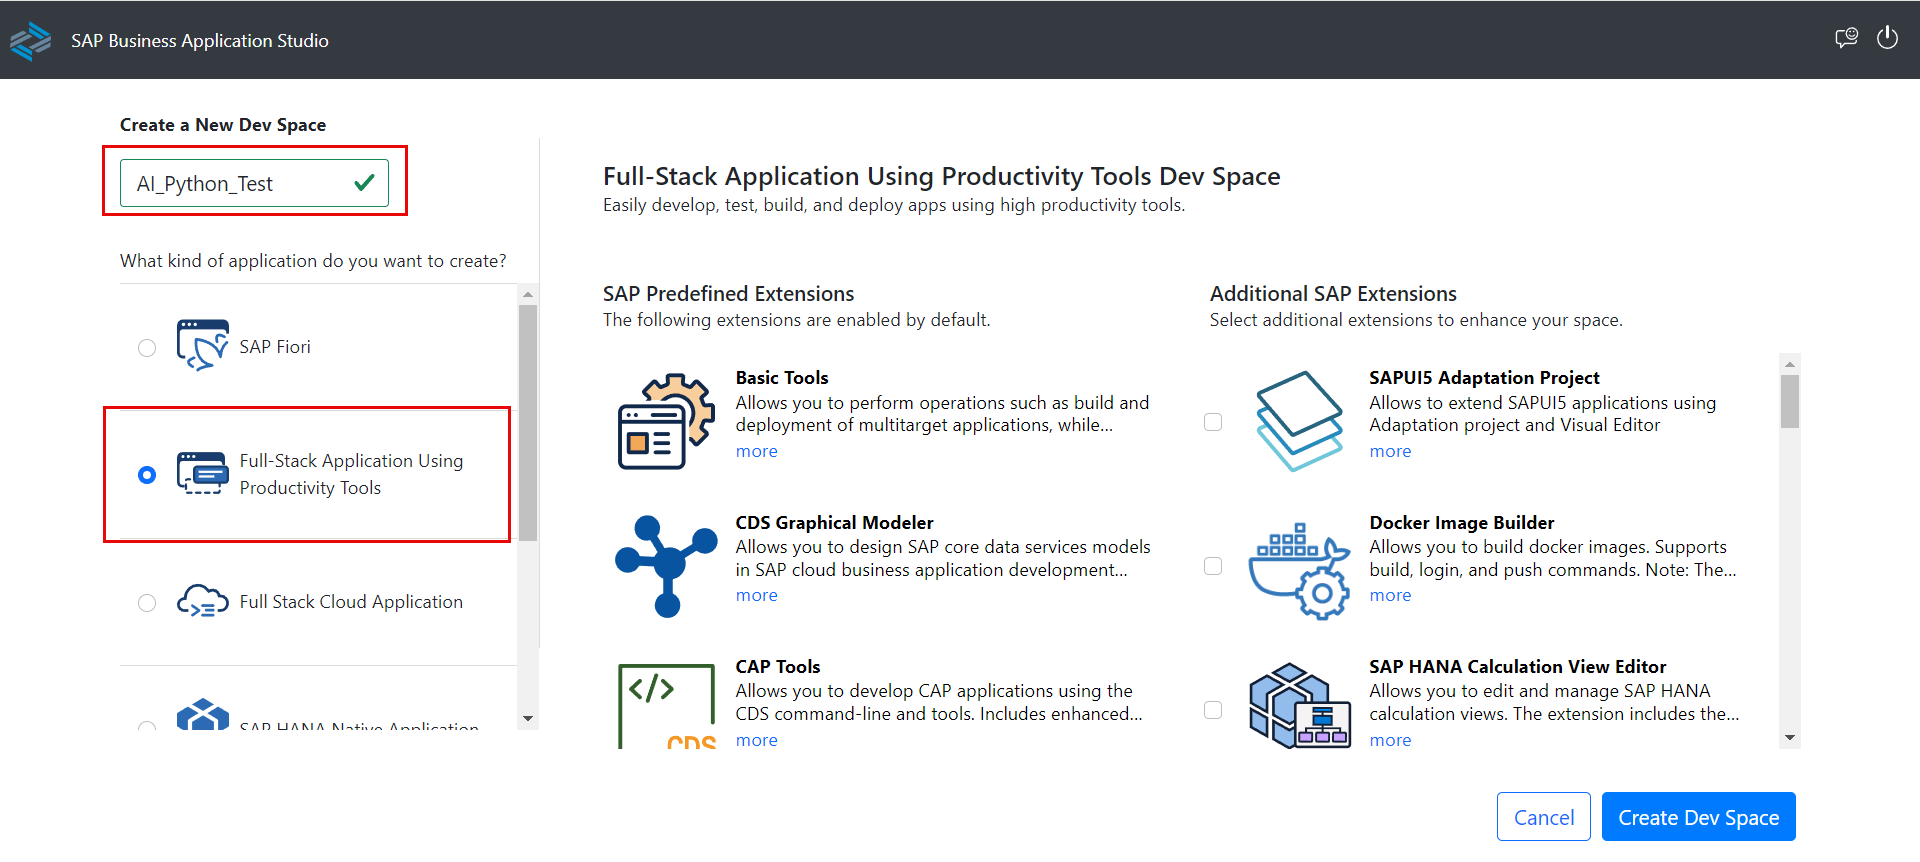 SAP Business Application Studio
Create a New Dev Space
AI_Python_Test
What kind of application do you want to create?
SAP Fiori
Full-Stack Application Using
Productivity Tools
Full Stack Cloud Application
SAP HANA Native Application
Full-Stack Application Using Productivity Tools Dev Space
Easily develop, test, build, and deploy apps using high productivity tools.
SAP Predefined Extensions
The following extensions are enabled by default.
Basic Tools
Allows you to perform operations such as build and
deployment of multitarget applications, while...
more
CDS Graphical Modeler
Allows you to design SAP core data services models
in SAP cloud business application development...
more
</>
CDS
CAP Tools
Allows you to develop CAP applications using the
CDS command-line and tools. Includes enhanced...
more
Additional SAP Extensions
Select additional extensions to enhance your space.
SAPUI5 Adaptation Project
Allows to extend SAPUI5 applications using
Adaptation project and Visual Editor
more
Docker Image Builder
Allows you to build docker images. Supports
build, login, and push commands. Note: The...
more
SAP HANA Calculation View Editor
Allows you to edit and manage SAP HANA
calculation views. The extension includes the...
more
Cancel
Create Dev Space